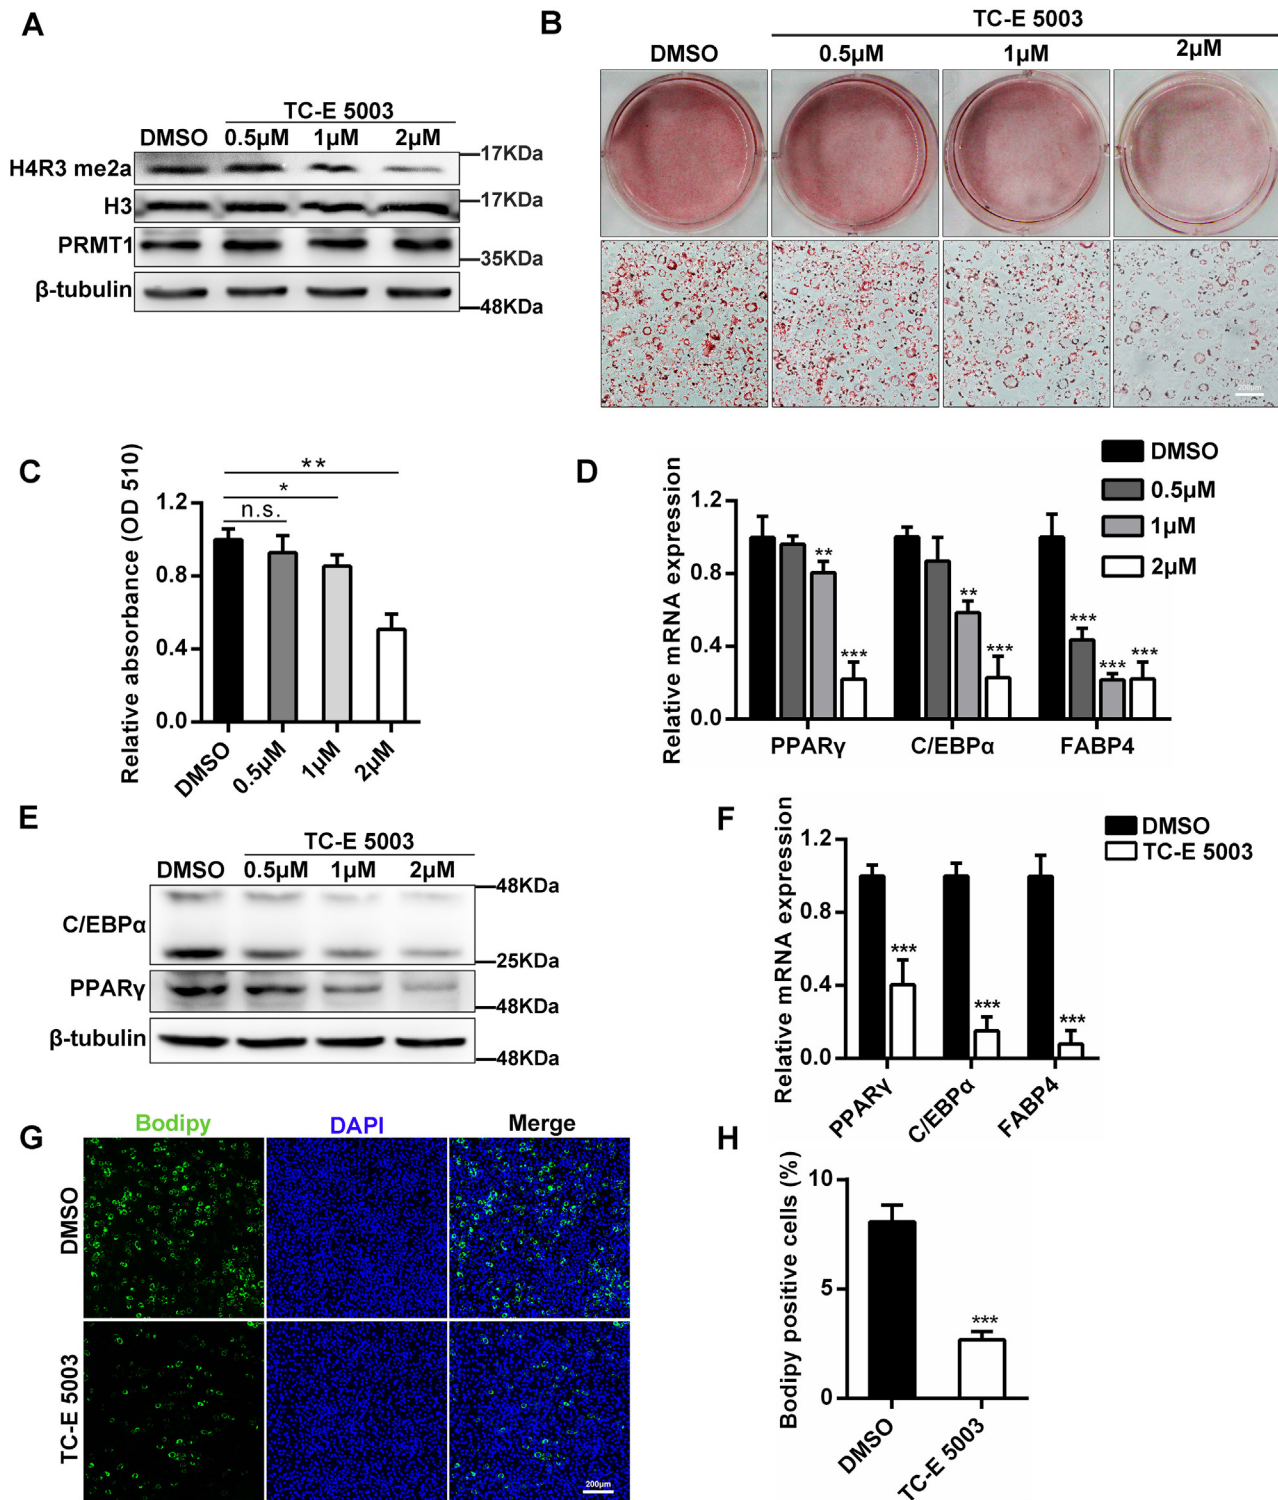 A
TC-E 5003
DMSO 0.5µM 1µM 2µM
H4R3 me2a
17KDa
H3
17KDa
PRMT1
35KDa
β-tubulin
48KDa
B
TC-E 5003
DMSO 0.5µM 1µM 2µM
200µm
C
Relative absorbance (OD 510)
1.2
0.8
0.4
0.0
**
*
n.s.
DMSO 0.5µM 1µM 2µM
D
Relative mRNA expression
1.2
0.8
0.4
0.0
** *** ** *** *** *** ***
PPARγ C/EBPα FABP4
DMSO
0.5µM
1µM
2µM
E
TC-E 5003
DMSO 0.5µM 1µM 2µM
C/EBPα
48KDa
25KDa
PPARγ
48KDa
β-tubulin
48KDa
F
Relative mRNA expression
1.2
0.8
0.4
0.0
*** *** ***
PPARγ C/EBPα FABP4
DMSO
TC-E 5003
G
Bodipy DAPI Merge
DMSO
TC-E 5003
200µm
H
Bodipy positive cells (%)
10
5
0
***
DMSO TC-E 5003